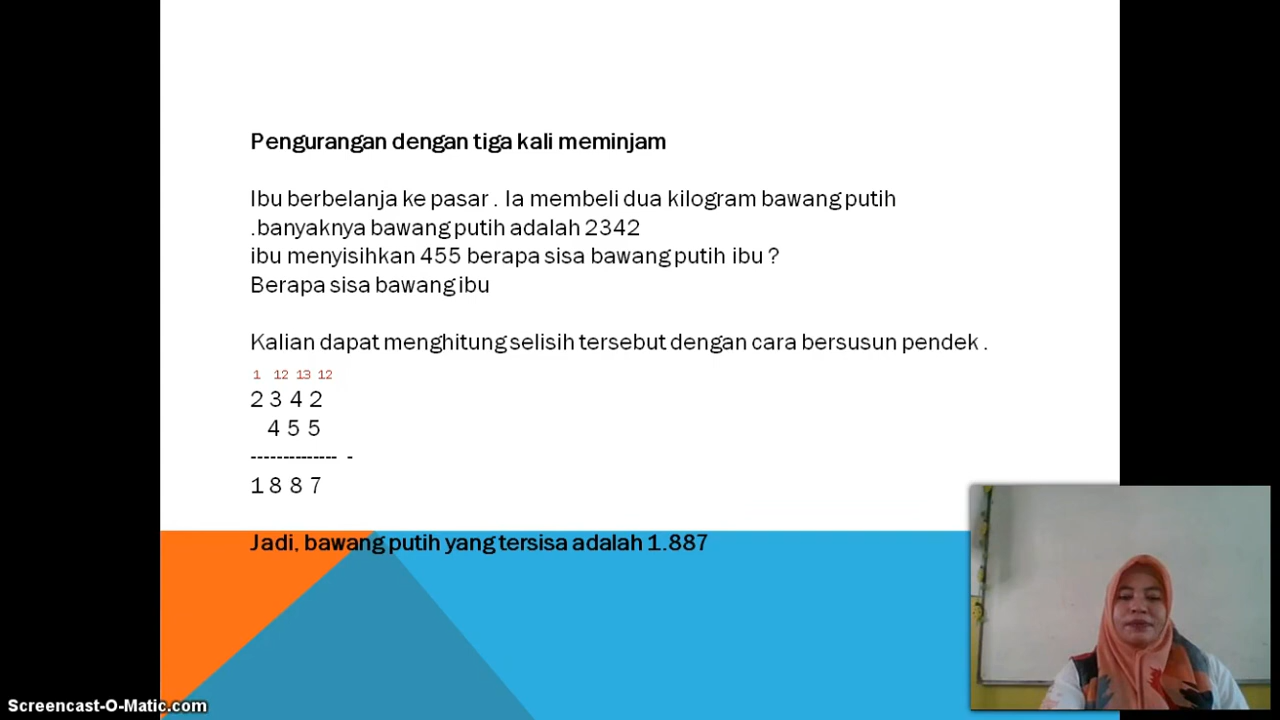 Pengurangan dengan tiga kali meminjam
Ibu berbelanja ke pasar . Ia membeli dua kilogram bawang putih
.banyaknya bawang putih adalah 2342
ibu menyisihkan 455 berapa sisa bawang putih ibu ?
Berapa sisa bawang ibu
Kalian dapat menghitung selisih tersebut dengan cara bersusun pendek .
1 12 13 12
2 3 4 2
4 5 5
-------------- -
1 8 8 7
Jadi, bawang putih yang tersisa adalah 1.887
Screencast-O-Matic.com